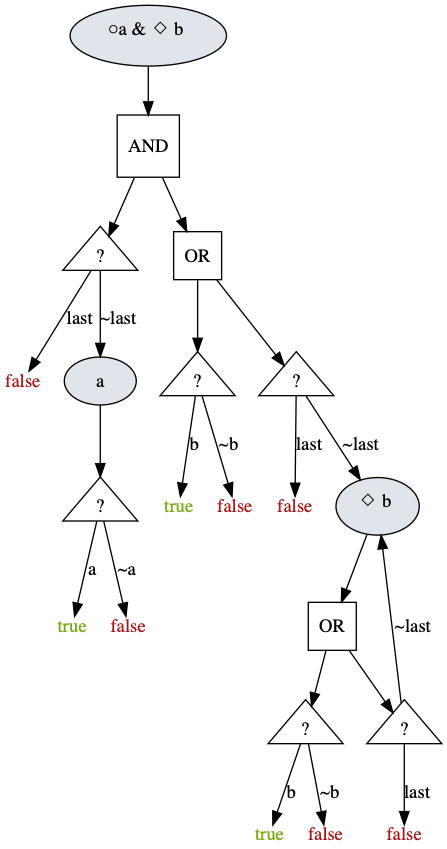 ○a & ◇ b
AND
?
OR
last
~last
false
a
?
?
b
~b
last
~last
true
false
false
◇ b
?
a
~a
true
false
OR
~last
?
?
b
~b
last
true
false
false